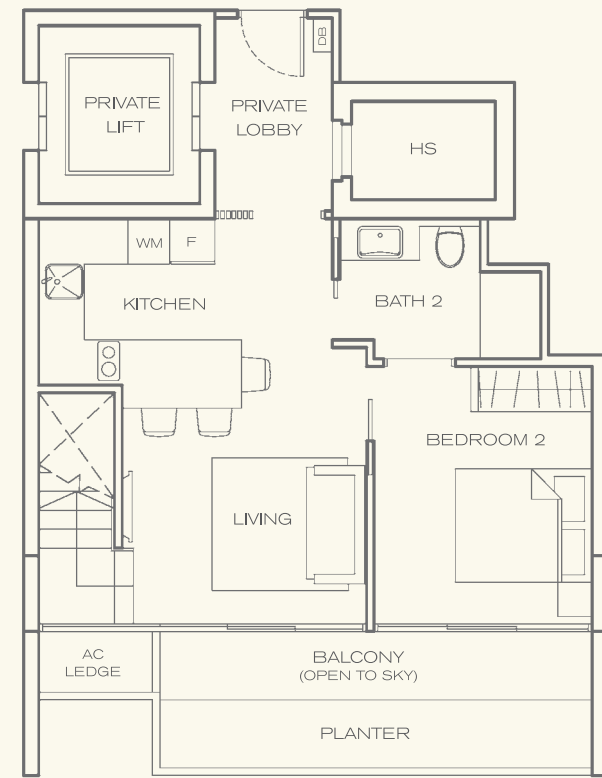 DB
PRIVATE
LIFT
PRIVATE
LOBBY
HS
WM
F
KITCHEN
BATH 2
BEDROOM 2
LIVING
AC
LEDGE
BALCONY
(OPEN TO SKY)
PLANTER